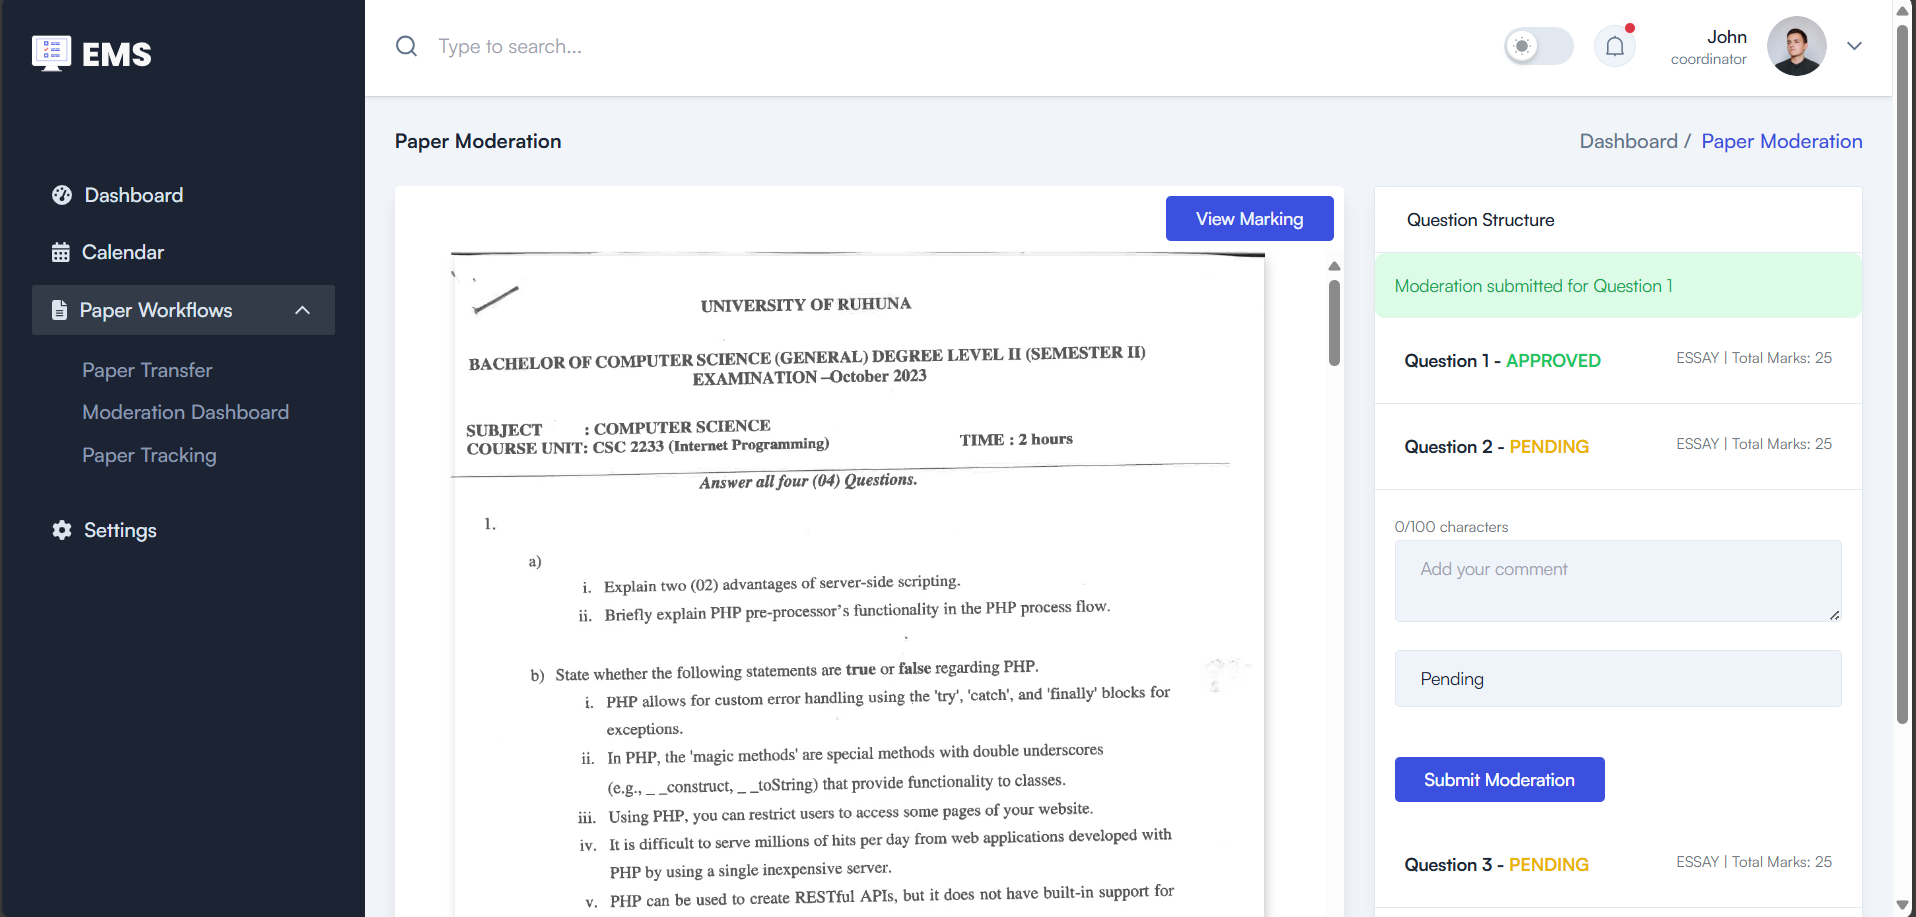 EMS
Type to search...
John
coordinator
Dashboard
Calendar
Paper Workflows
Paper Transfer
Moderation Dashboard
Paper Tracking
Settings
Paper Moderation
Dashboard / Paper Moderation
View Marking
UNIVERSITY OF RUHUNA
BACHELOR OF COMPUTER SCIENCE (GENERAL) DEGREE LEVEL II (SEMESTER II)
EXAMINATION –October 2023
SUBJECT : COMPUTER SCIENCE
COURSE UNIT: CSC 2233 (Internet Programming) TIME : 2 hours
Answer all four (04) Questions.
1.
a)
i. Explain two (02) advantages of server-side scripting.
ii. Briefly explain PHP pre-processor's functionality in the PHP process flow.
b) State whether the following statements are true or false regarding PHP.
i. PHP allows for custom error handling using the 'try', 'catch', and 'finally' blocks for
exceptions.
ii. In PHP, the 'magic methods' are special methods with double underscores
(e.g., _ _construct, _ _toString) that provide functionality to classes.
iii. Using PHP, you can restrict users to access some pages of your website.
iv. It is difficult to serve millions of hits per day from web applications developed with
PHP by using a single inexpensive server.
v. PHP can be used to create RESTful APIs, but it does not have built-in support for
Question Structure
Moderation submitted for Question 1
Question 1 - APPROVED
ESSAY | Total Marks: 25
Question 2 - PENDING
ESSAY | Total Marks: 25
0/100 characters
Add your comment
Pending
Submit Moderation
Question 3 - PENDING
ESSAY | Total Marks: 25